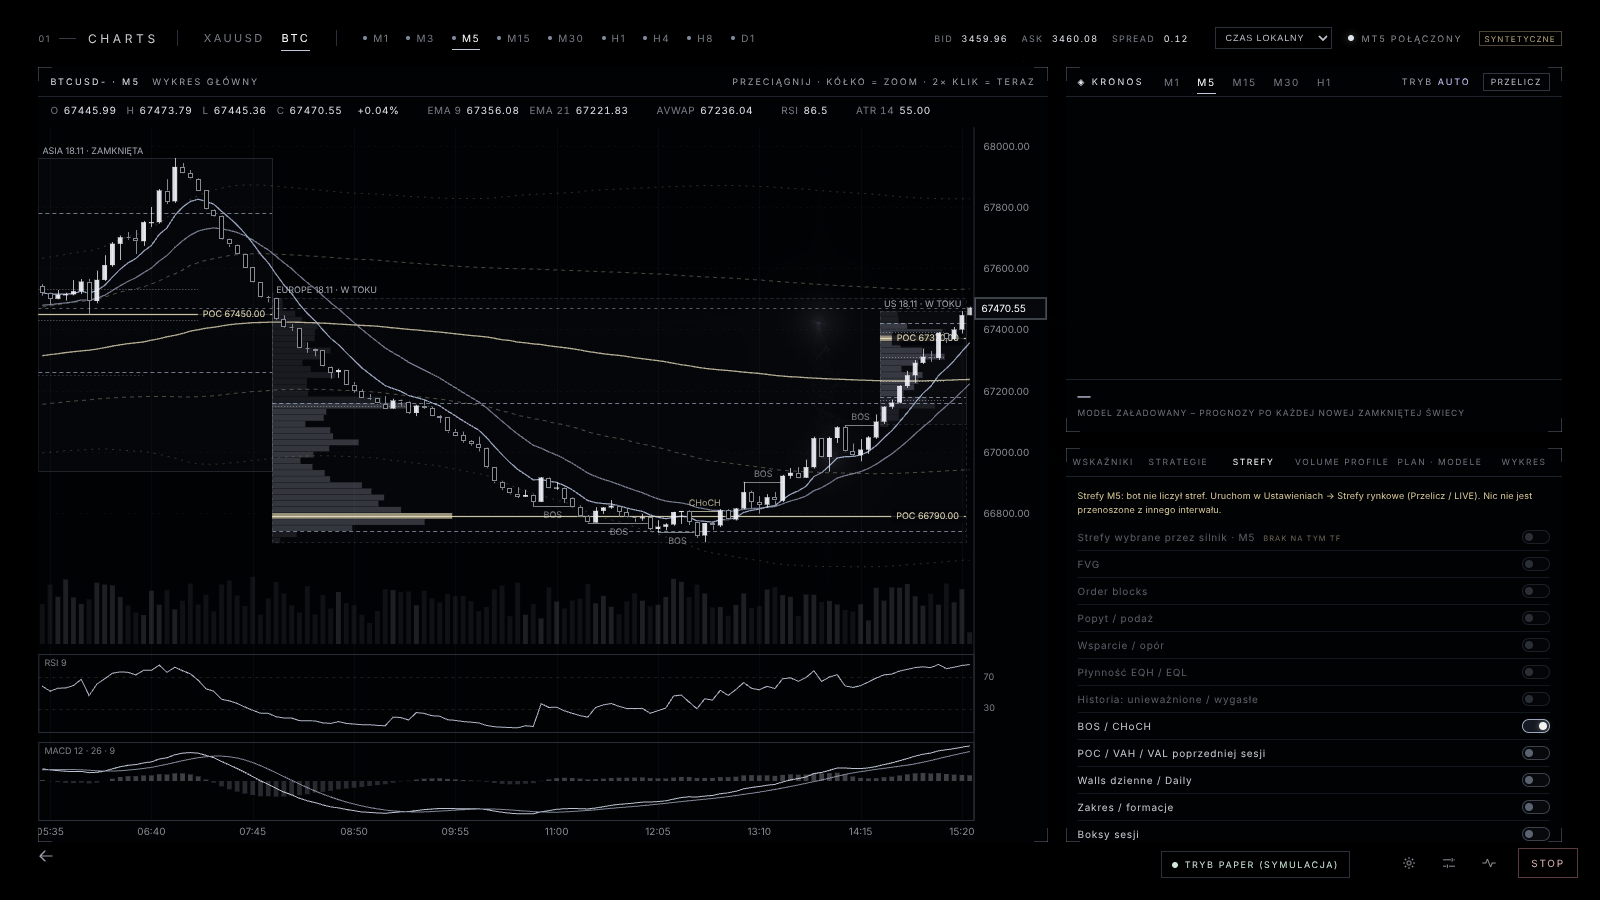 01 CHARTS XAUUSD BTC M1 M3 M5 M15 M30 H1 H4 H8 D1 BID 3459.96 ASK 3460.08 SPREAD 0.12 CZAS LOKALNY MT5 POŁĄCZONY SYNTETYCZNE
BTCUSD- · M5 WYKRES GŁÓWNY PRZECIĄGNIJ · KÓŁKO = ZOOM · 2× KLIK = TERAZ
O 67445.99 H 67473.79 L 67445.36 C 67470.55 +0.04% EMA 9 67356.08 EMA 21 67221.83 AVWAP 67236.04 RSI 86.5 ATR 14 55.00
ASIA 18.11 · ZAMKNIĘTA
68000.00
67800.00
67600.00
EUROPE 18.11 · W TOKU
US 18.11 · W TOKU
67470.55
POC 67450.00
67400.00
POC 67370.00
67200.00
BOS
67000.00
BOS
CHoCH
BOS
POC 66790.00
66800.00
BOS
BOS
RSI 9
70
30
MACD 12 · 26 · 9
05:35 06:40 07:45 08:50 09:55 11:00 12:05 13:10 14:15 15:20
◈ KRONOS M1 M5 M15 M30 H1 TRYB AUTO PRZELICZ
—
MODEL ZAŁADOWANY – PROGNOZY PO KAŻDEJ NOWEJ ZAMKNIĘTEJ ŚWIECY
WSKAŹNIKI STRATEGIE STREFY VOLUME PROFILE PLAN · MODELE WYKRES
Strefy M5: bot nie liczył stref. Uruchom w Ustawieniach → Strefy rynkowe (Przelicz / LIVE). Nic nie jest
przenoszone z innego interwału.
Strefy wybrane przez silnik · M5 BRAK NA TYM TF
FVG
Order blocks
Popyt / podaż
Wsparcie / opór
Płynność EQH / EQL
Historia: unieważnione / wygasłe
BOS / CHoCH
POC / VAH / VAL poprzedniej sesji
Walls dzienne / Daily
Zakres / formacje
Boksy sesji
TRYB PAPER (SYMULACJA) STOP